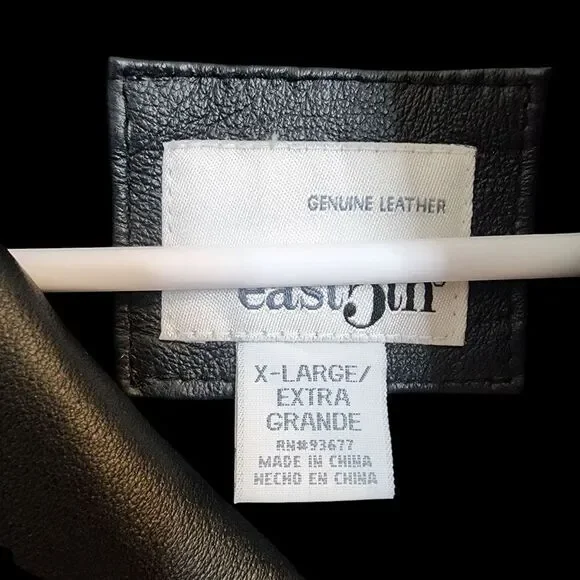 GENUINE LEATHER
east5th®
X-LARGE/
EXTRA
GRANDE
RN#93677
MADE IN CHINA
HECHO EN CHINA